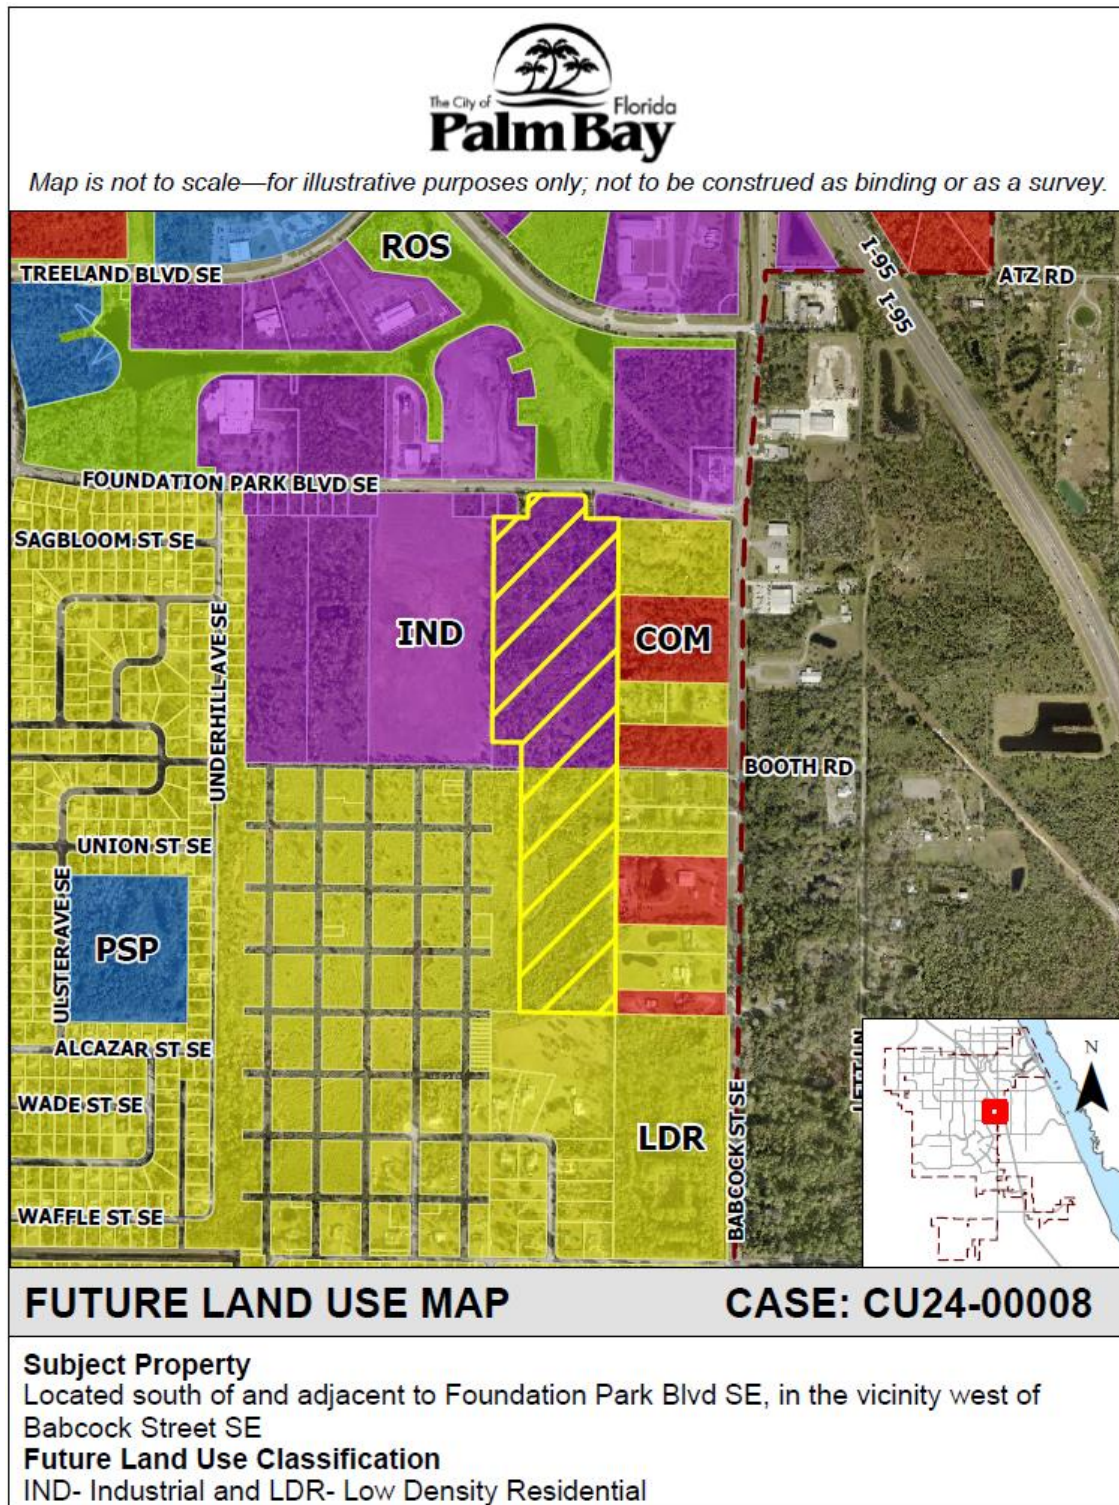 The City of
Florida
Palm Bay
Map is not to scale—for illustrative purposes only; not to be construed as binding or as a survey.
ROS
TREELAND BLVD SE
I-95
I-95
ATZ RD
FOUNDATION PARK BLVD SE
SAGBLOOM ST SE
IND
COM
UNDERHILL AVE SE
BOOTH RD
UNION ST SE
ULSTER AVE SE
PSP
ALCAZAR ST SE
WADE ST SE
LDR
BABCOCK ST SE
N
WAFFLE ST SE
FUTURE LAND USE MAP
CASE: CU24-00008
Subject Property
Located south of and adjacent to Foundation Park Blvd SE, in the vicinity west of
Babcock Street SE
Future Land Use Classification
IND- Industrial and LDR- Low Density Residential